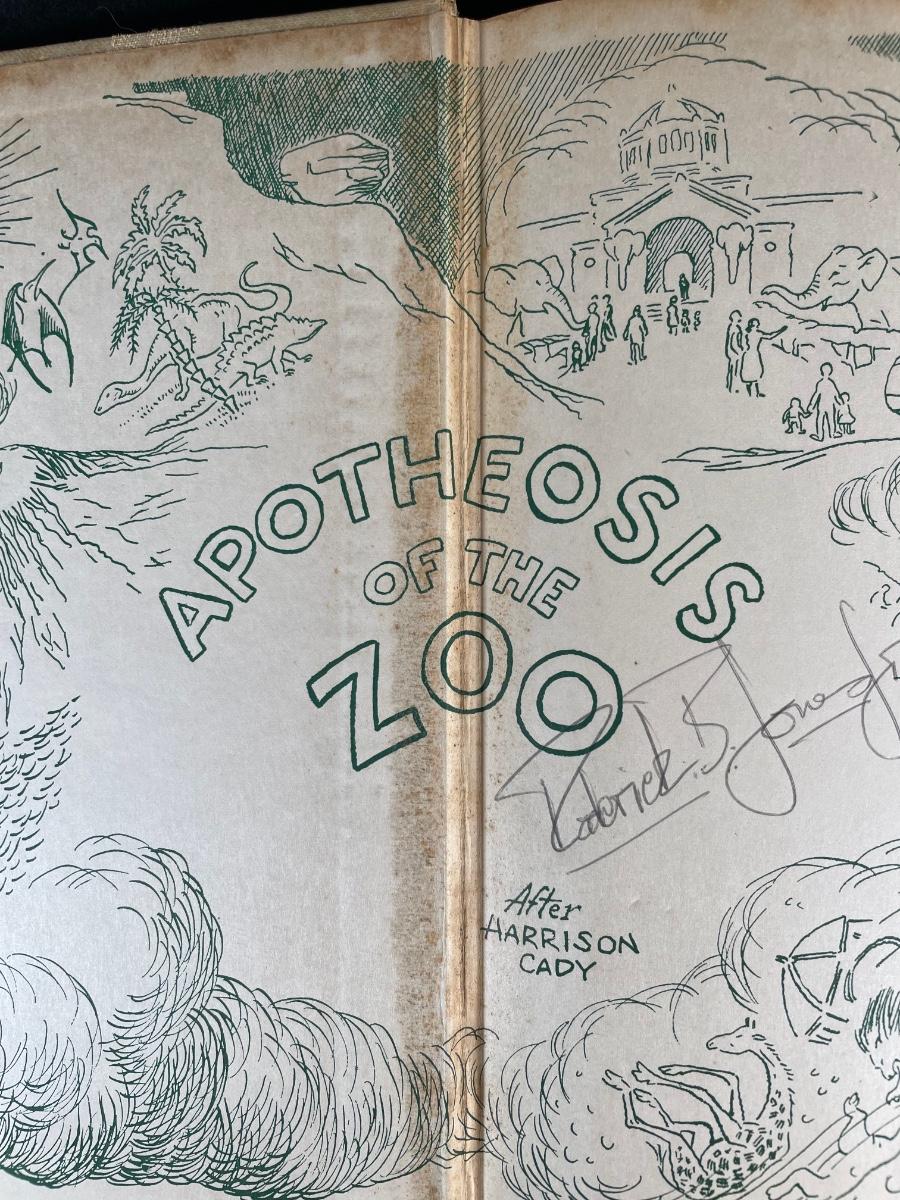 APOTHEOSIS
OF THE
ZOO
After
HARRISON
CADY